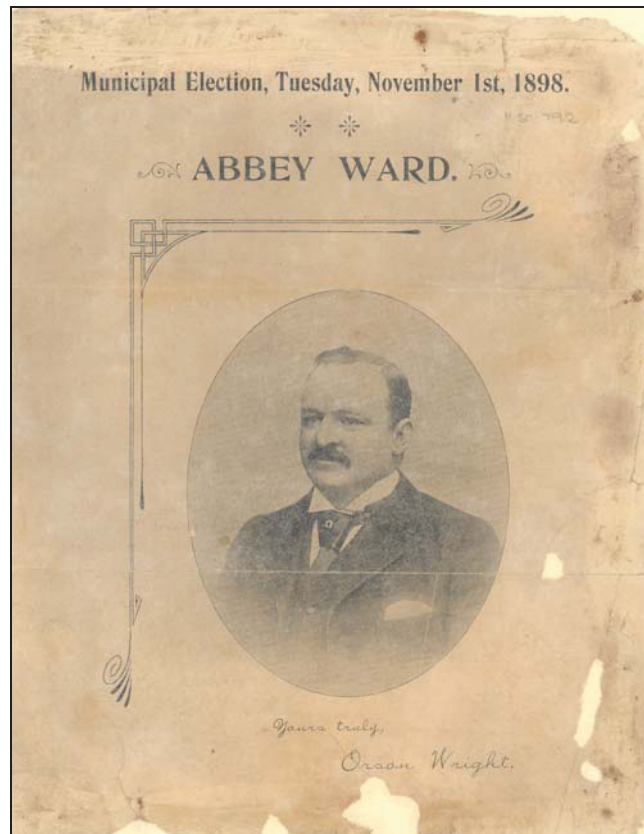 Municipal Election, Tuesday, November 1st, 1898.
ABBEY WARD.
Yours truly,
Orson Wright.